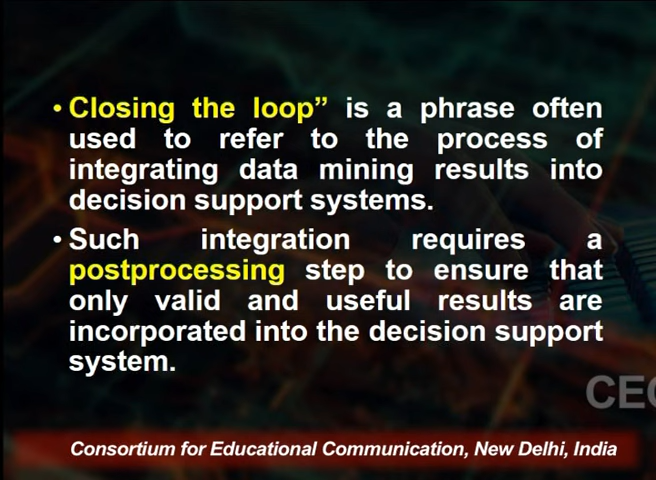 • Closing the loop” is a phrase often
used to refer to the process of
integrating data mining results into
decision support systems.
• Such integration requires a
postprocessing step to ensure that
only valid and useful results are
incorporated into the decision support
system.
CEC
Consortium for Educational Communication, New Delhi, India